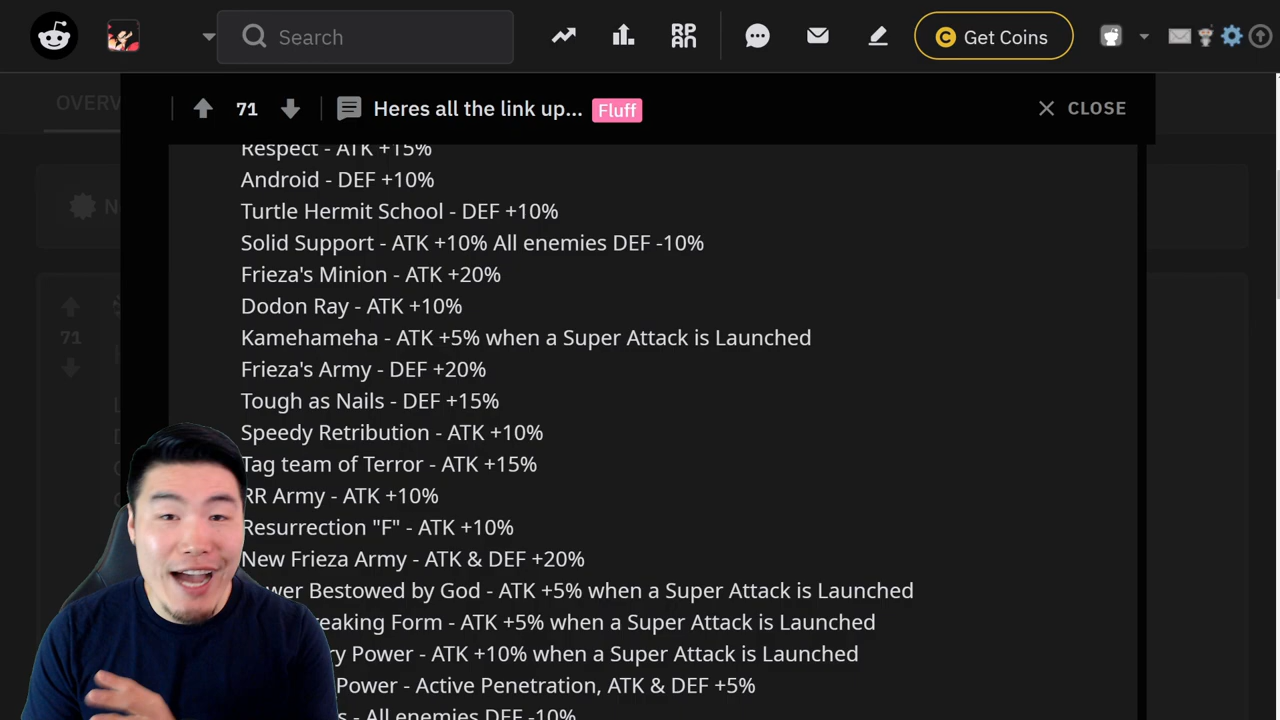 Search
RPAN
Get Coins
OVERV
71
Heres all the link up...
Fluff
CLOSE
Respect - ATK +15%
Android - DEF +10%
Turtle Hermit School - DEF +10%
Solid Support - ATK +10% All enemies DEF -10%
Frieza's Minion - ATK +20%
Dodon Ray - ATK +10%
71
Kamehameha - ATK +5% when a Super Attack is Launched
Frieza's Army - DEF +20%
Tough as Nails - DEF +15%
Speedy Retribution - ATK +10%
Tag team of Terror - ATK +15%
RR Army - ATK +10%
Resurrection "F" - ATK +10%
New Frieza Army - ATK & DEF +20%
wer Bestowed by God - ATK +5% when a Super Attack is Launched
eaking Form - ATK +5% when a Super Attack is Launched
ry Power - ATK +10% when a Super Attack is Launched
Power - Active Penetration, ATK & DEF +5%
s - All enemies DEF -10%